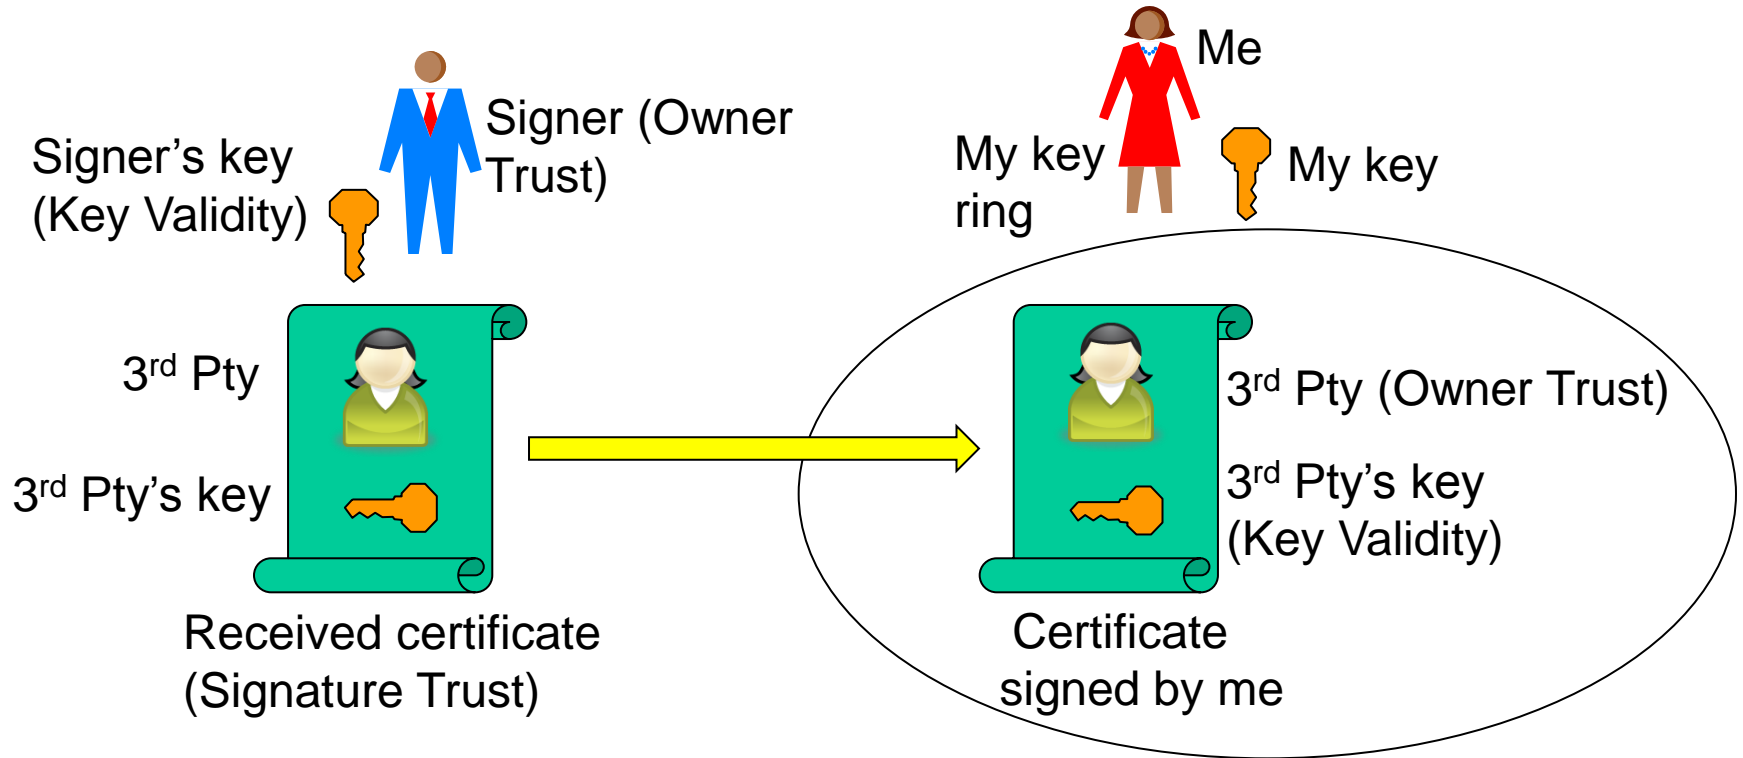 Signer (Owner
Trust)
Signer’s key
(Key Validity)
3rd Pty
3rd Pty’s key
Received certificate
(Signature Trust)
Me
My key
ring
My key
3rd Pty (Owner Trust)
3rd Pty’s key
(Key Validity)
Certificate
signed by me